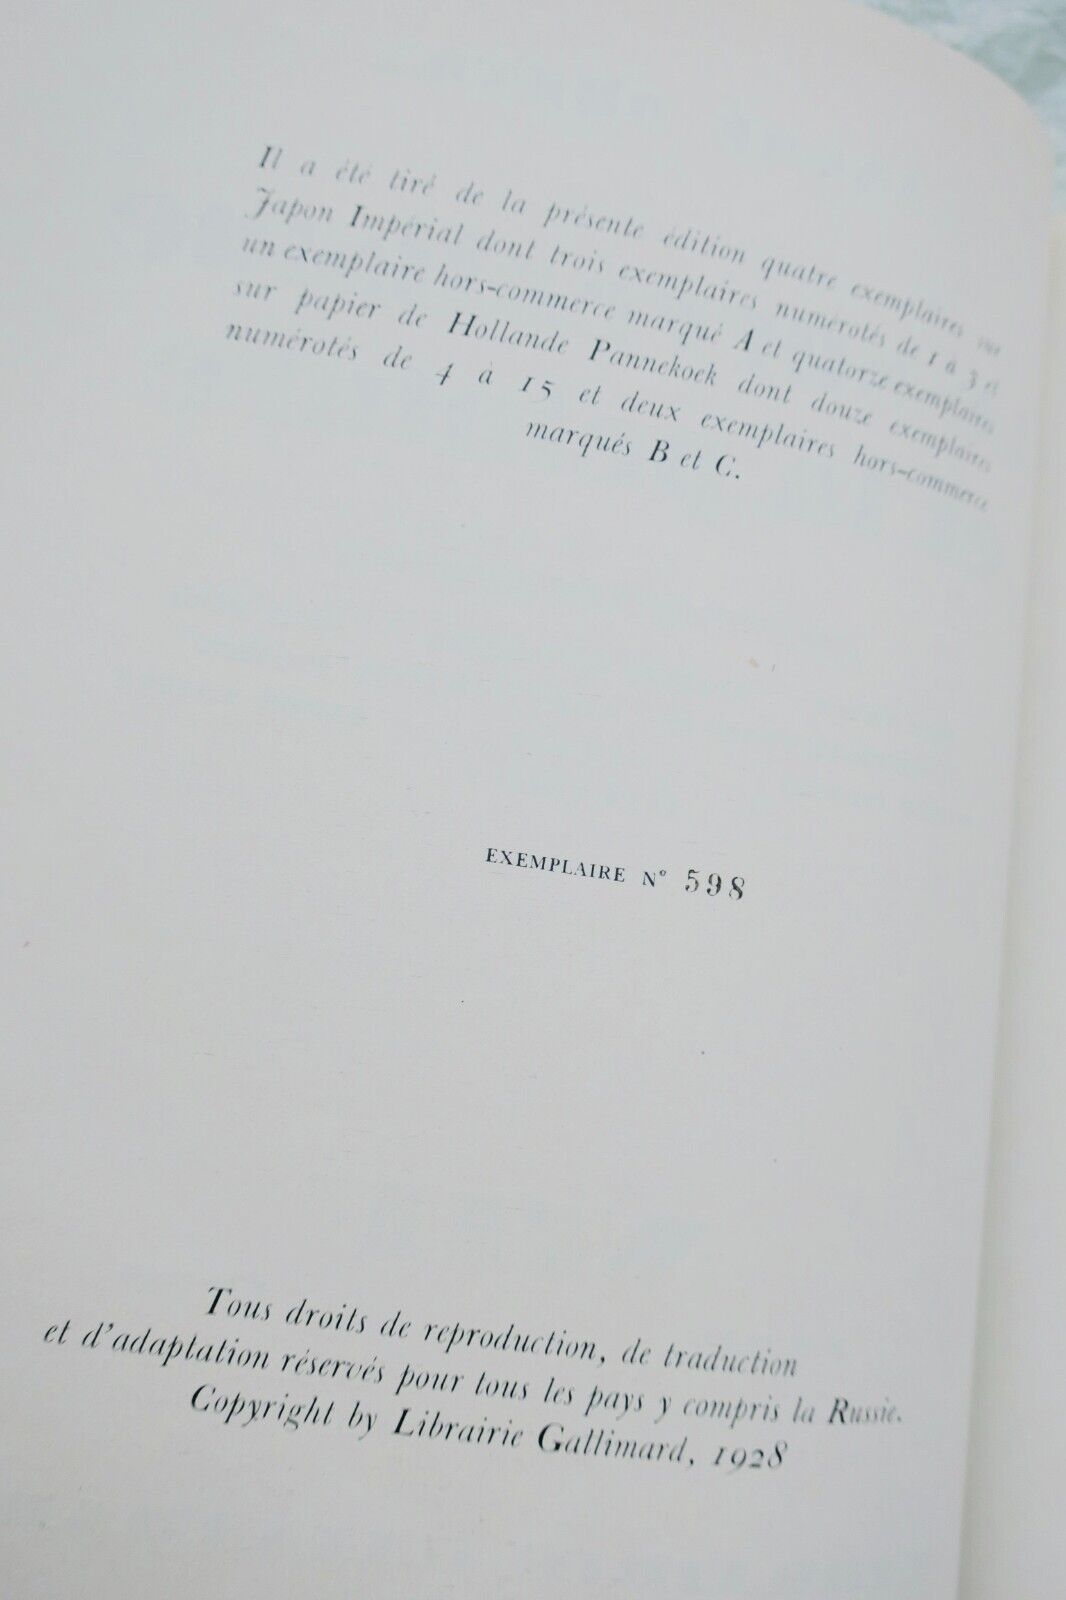 Il a été tiré de la présente édition quatre exemplaires sur
Japon Impérial dont trois exemplaires numérotés de 1 à 3 et
un exemplaire hors-commerce marqué A et quatorze exemplaires
sur papier de Hollande Pannekoek dont douze exemplaires
numérotés de 4 à 15 et deux exemplaires hors-commerce
marqués B et C.
EXEMPLAIRE N° 598
Tous droits de reproduction, de traduction
et d'adaptation réservés pour tous les pays y compris la Russie.
Copyright by Librairie Gallimard, 1928